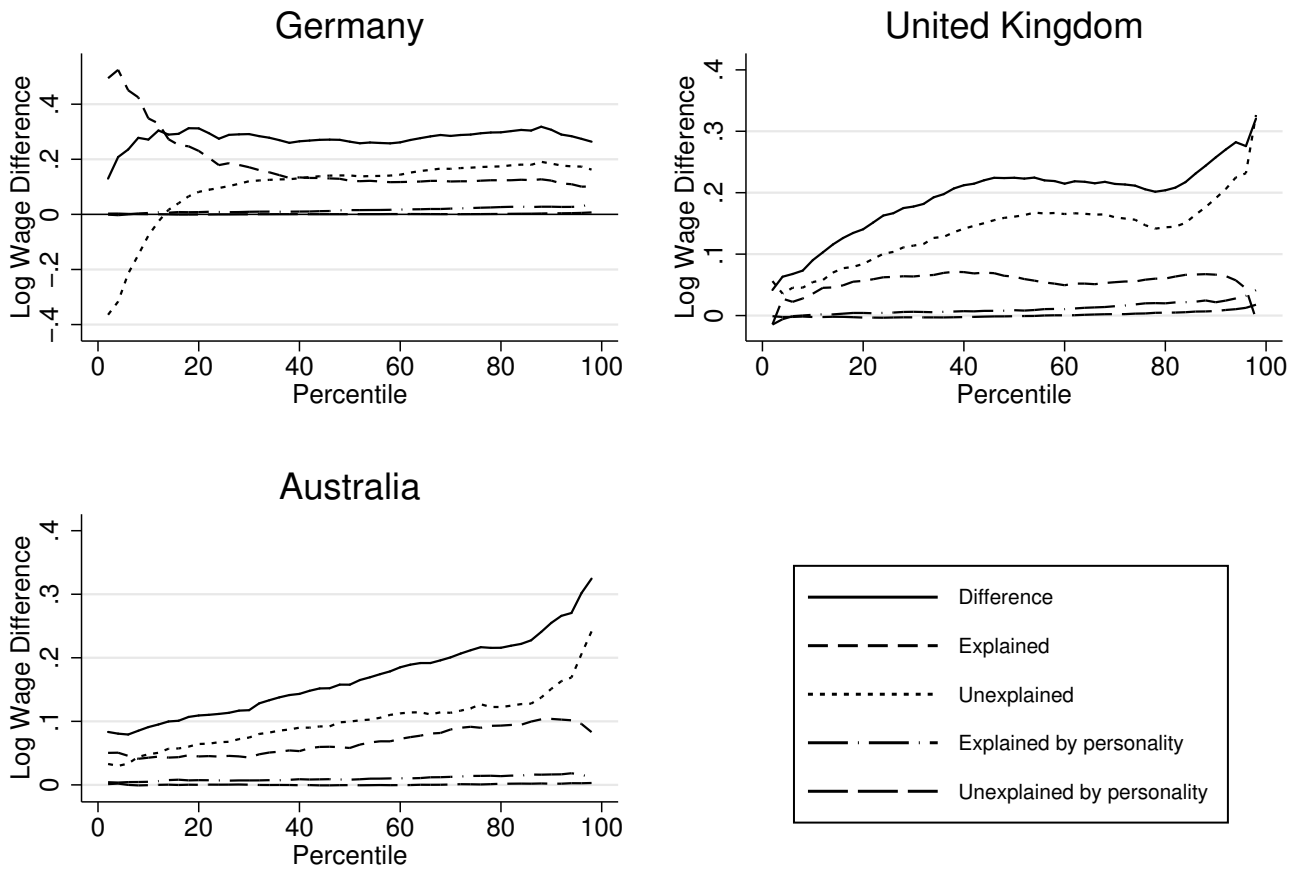 Germany
Log Wage Difference
.4
.2
0
-.2
-.4
0 20 40 60 80 100
Percentile
United Kingdom
Log Wage Difference
.4
.3
.2
.1
0
0 20 40 60 80 100
Percentile
Australia
Log Wage Difference
.4
.3
.2
.1
0
0 20 40 60 80 100
Percentile
Difference
Explained
Unexplained
Explained by personality
Unexplained by personality